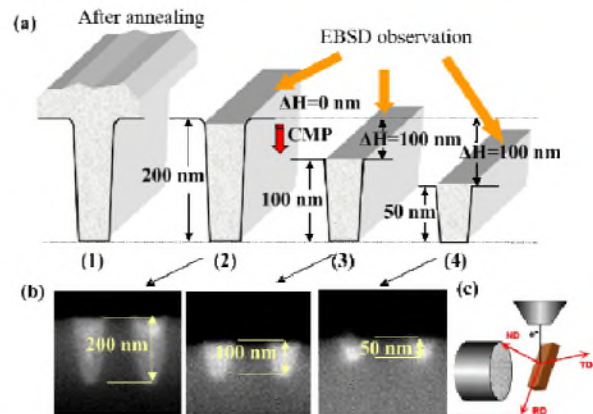 (a)
After annealing
EBSD observation
ΔH=0 nm
CMP
ΔH=100 nm
ΔH=100 nm
200 nm
100 nm
50 nm
(1)
(2)
(3)
(4)
(b)
200 nm
100 nm
50 nm
(c)
e-
ND
TD
RD